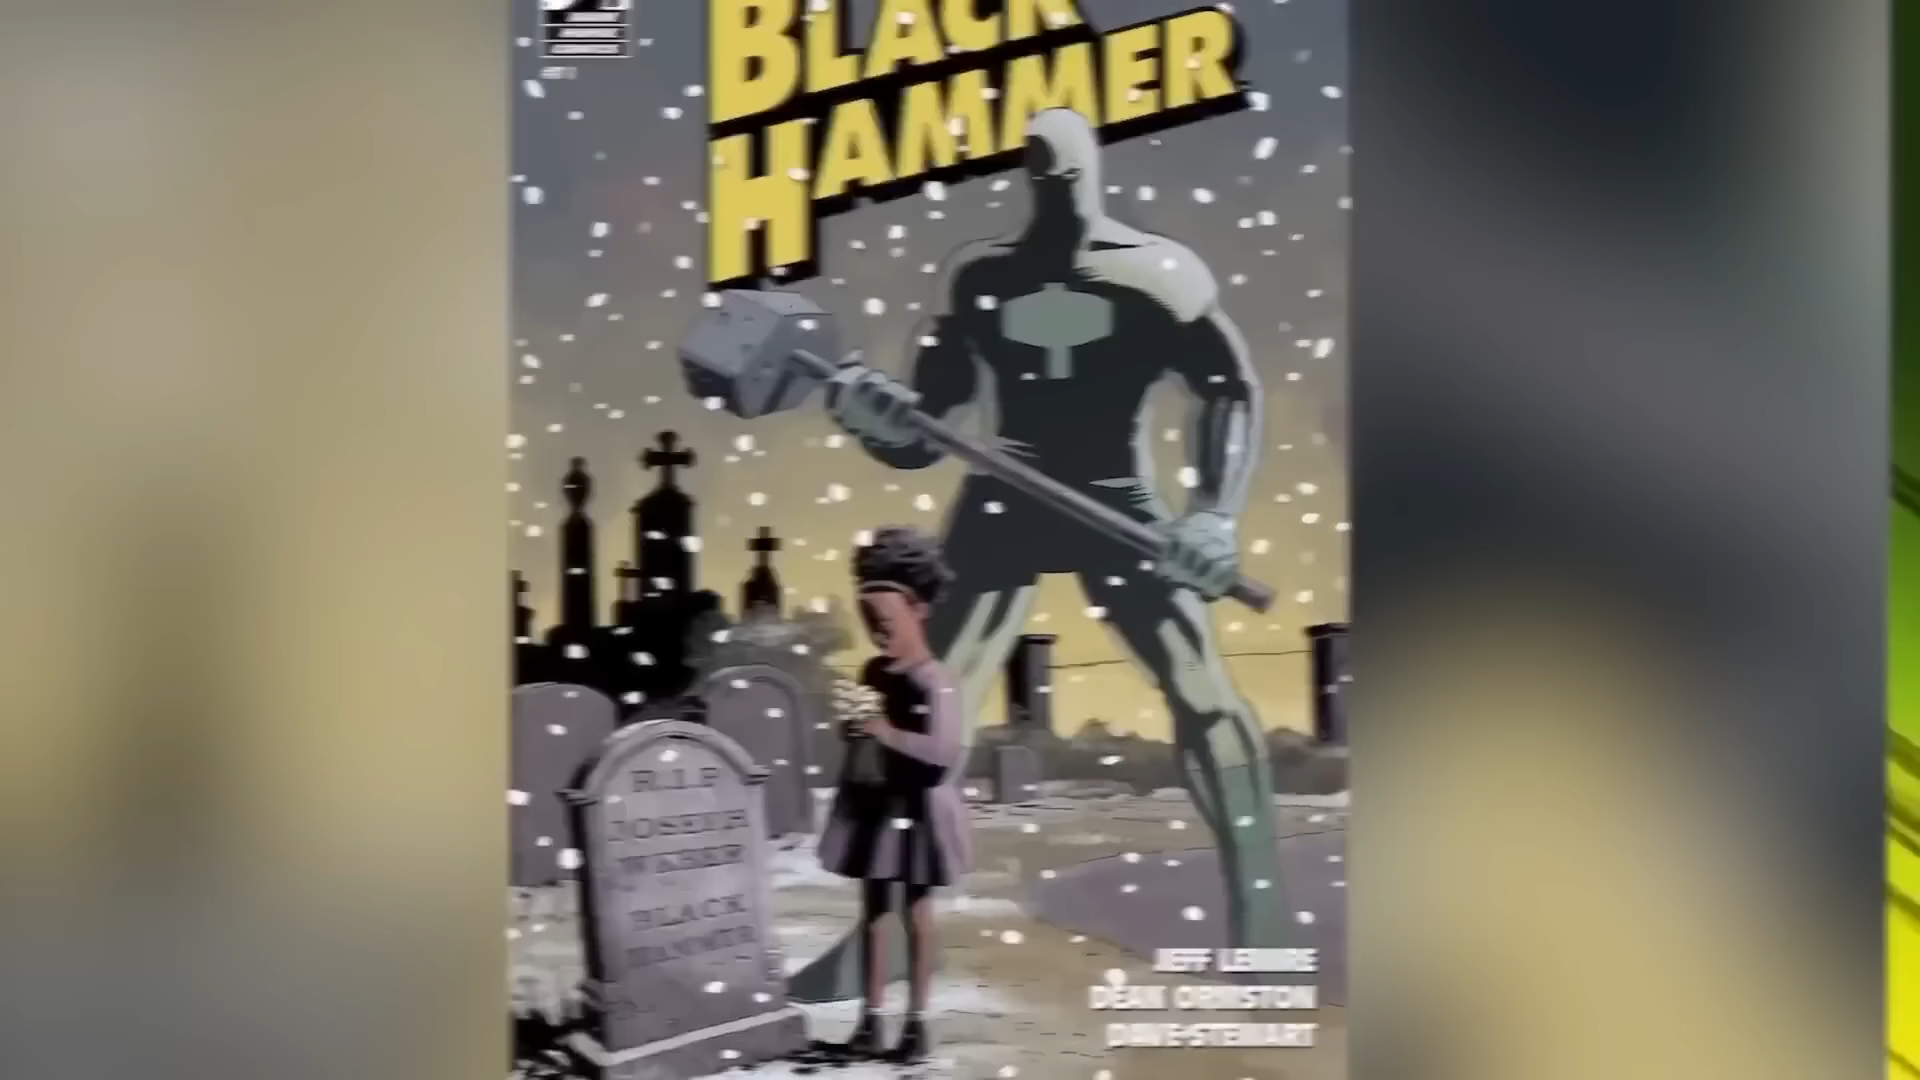 BLACK
HAMMER
R.I.P
JOSEPH
WEBER
BLACK
HAMMER
JEFF LEMIRE
DEAN ORMSTON
DAVE STEWART